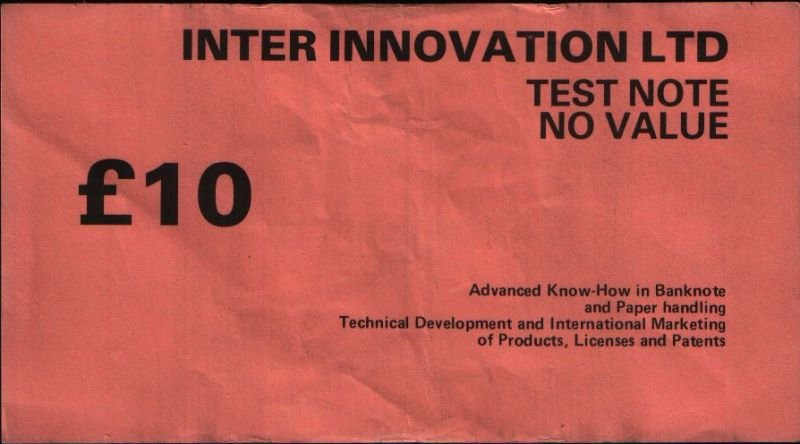 INTER INNOVATION LTD
TEST NOTE
NO VALUE
£10
Advanced Know-How in Banknote
and Paper handling
Technical Development and International Marketing
of Products, Licenses and Patents